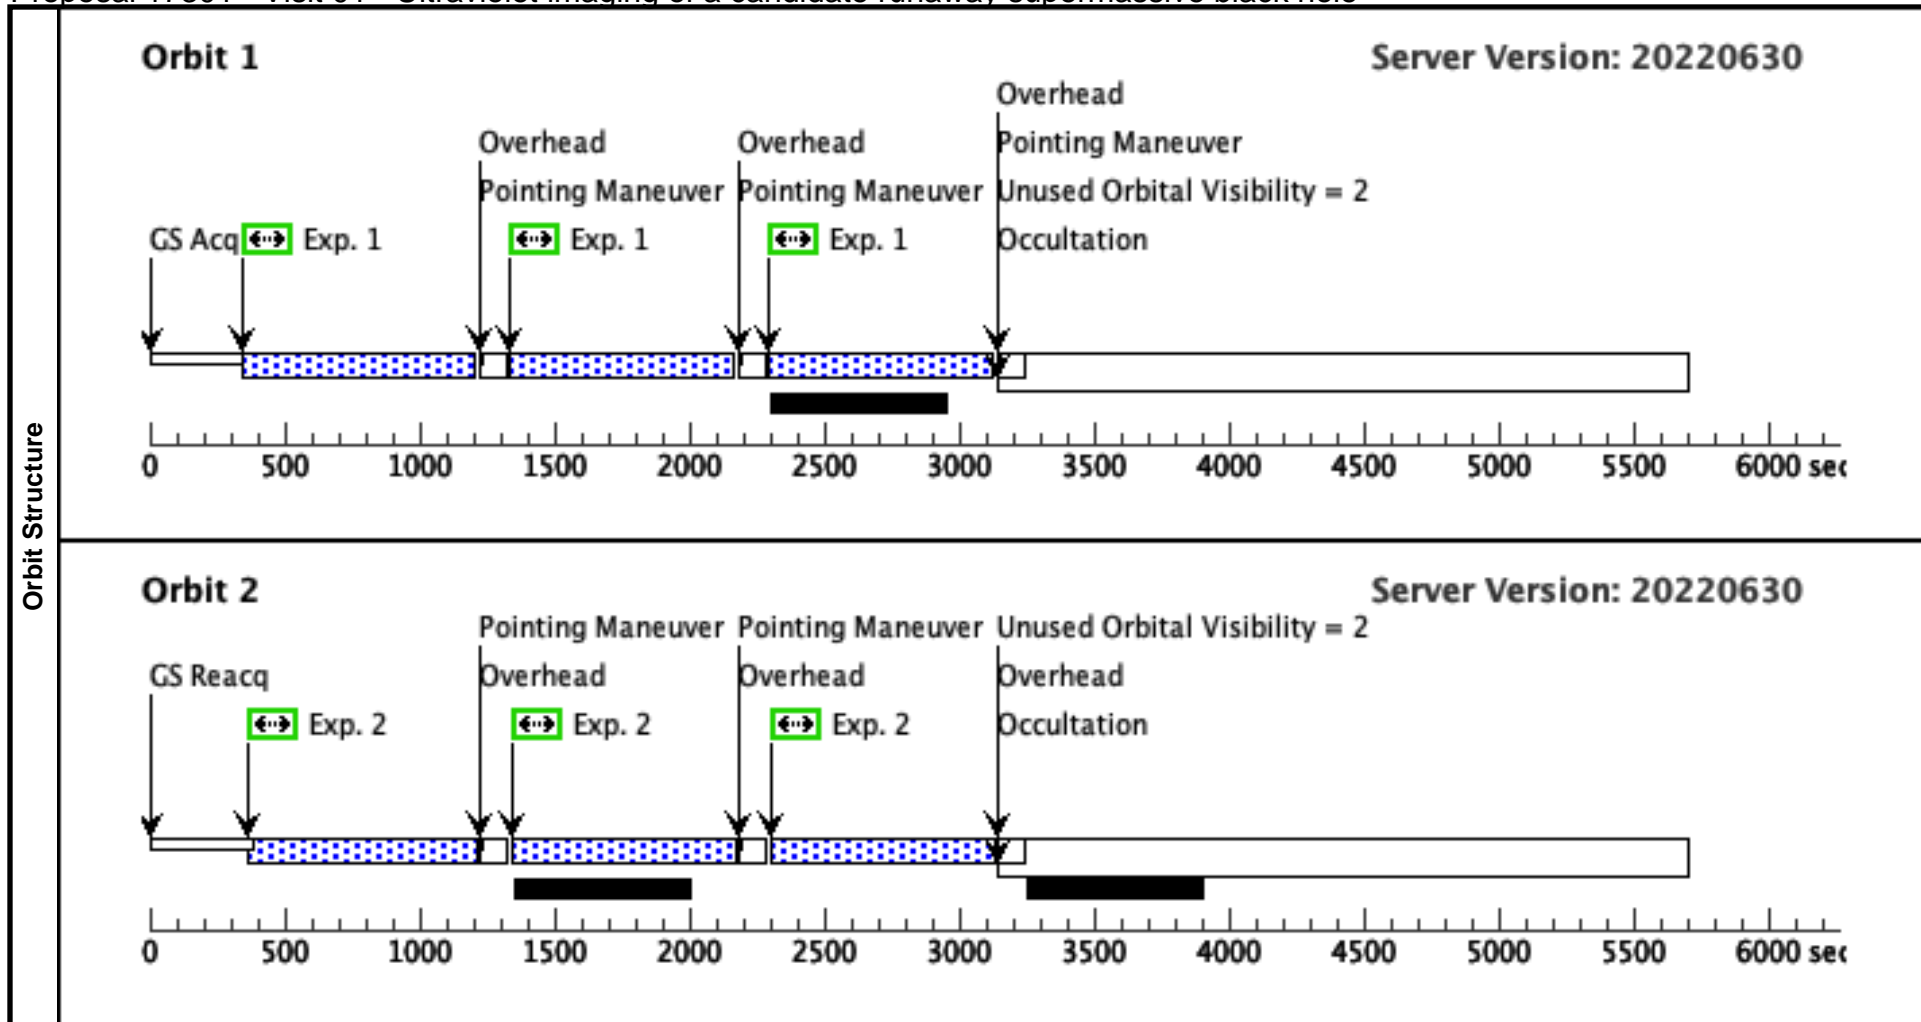 Orbit Structure
Orbit 1
Server Version: 20220630
Overhead
Overhead
Overhead
Pointing Maneuver
Pointing Maneuver
Pointing Maneuver
Unused Orbital Visibility = 2
GS Acq
Exp. 1
Exp. 1
Exp. 1
Occultation
0 500 1000 1500 2000 2500 3000 3500 4000 4500 5000 5500 6000 sec
Orbit 2
Server Version: 20220630
Pointing Maneuver
Pointing Maneuver
Unused Orbital Visibility = 2
GS Reacq
Overhead
Overhead
Overhead
Exp. 2
Exp. 2
Exp. 2
Occultation
0 500 1000 1500 2000 2500 3000 3500 4000 4500 5000 5500 6000 sec